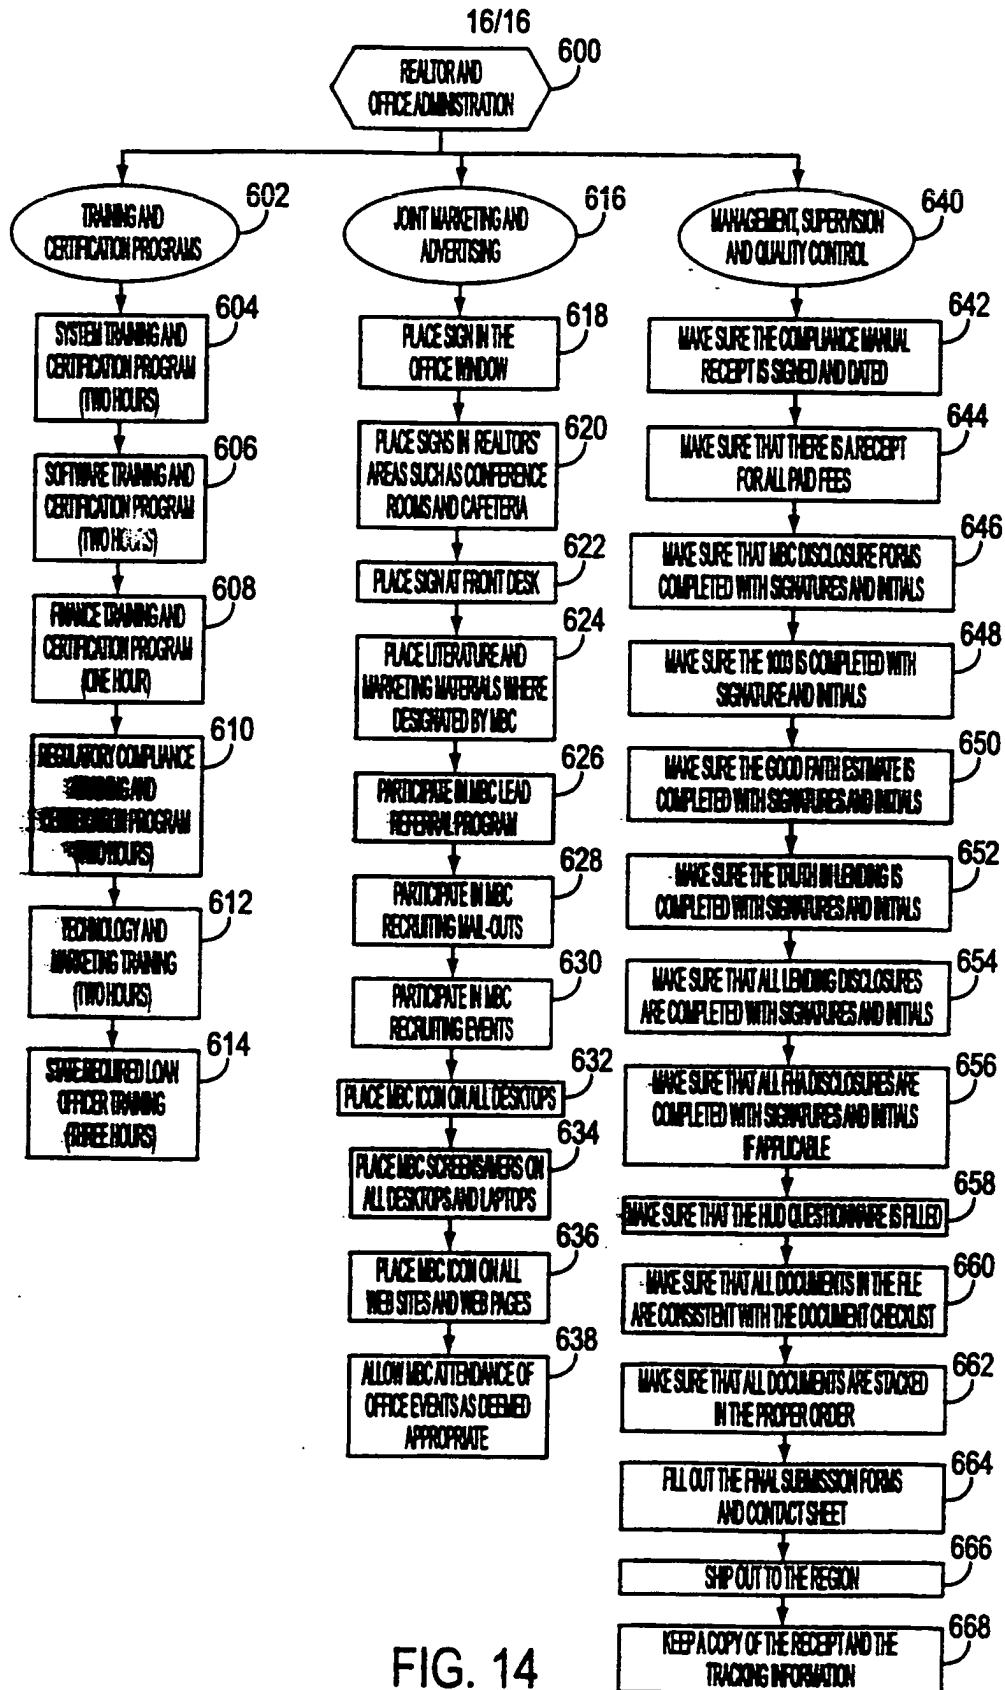 16/16
REALTOR AND
OFFICE ADMINISTRATION
600
TRAINING AND
CERTIFICATION PROGRAMS
602
SYSTEM TRAINING AND
CERTIFICATION PROGRAM
(TWO HOURS)
604
SOFTWARE TRAINING AND
CERTIFICATION PROGRAM
(TWO HOURS)
606
FINANCE TRAINING AND
CERTIFICATION PROGRAM
(ONE HOUR)
608
REGULATORY COMPLIANCE
TRAINING AND
CERTIFICATION PROGRAM
(TWO HOURS)
610
TECHNOLOGY AND
MARKETING TRAINING
(TWO HOURS)
612
STATE REQUIRED LOAN
OFFICER TRAINING
(THREE HOURS)
614
JOINT MARKETING AND
ADVERTISING
616
PLACE SIGN IN THE
OFFICE WINDOW
618
PLACE SIGNS IN REALTORS'
AREAS SUCH AS CONFERENCE
ROOMS AND CAFETERIA
620
PLACE SIGN AT FRONT DESK
622
PLACE LITERATURE AND
MARKETING MATERIALS WHERE
DESIGNATED BY MBC
624
PARTICIPATE IN MBC LEAD
REFERRAL PROGRAM
626
PARTICIPATE IN MBC
RECRUITING MAIL-OUTS
628
PARTICIPATE IN MBC
RECRUITING EVENTS
630
PLACE MBC ICON ON ALL DESKTOPS
632
PLACE MBC SCREENSAVERS ON
ALL DESKTOPS AND LAPTOPS
634
PLACE MBC ICON ON ALL
WEB SITES AND WEB PAGES
636
ALLOW MBC ATTENDANCE OF
OFFICE EVENTS AS DEEMED
APPROPRIATE
638
MANAGEMENT, SUPERVISION
AND QUALITY CONTROL
640
MAKE SURE THE COMPLIANCE MANUAL
RECEIPT IS SIGNED AND DATED
642
MAKE SURE THAT THERE IS A RECEIPT
FOR ALL PAID FEES
644
MAKE SURE THAT MBC DISCLOSURE FORMS
COMPLETED WITH SIGNATURES AND INITIALS
646
MAKE SURE THE 1003 IS COMPLETED WITH
SIGNATURE AND INITIALS
648
MAKE SURE THE GOOD FAITH ESTIMATE IS
COMPLETED WITH SIGNATURES AND INITIALS
650
MAKE SURE THE TRUTH IN LENDING IS
COMPLETED WITH SIGNATURES AND INITIALS
652
MAKE SURE THAT ALL LENDING DISCLOSURES
ARE COMPLETED WITH SIGNATURES AND INITIALS
654
MAKE SURE THAT ALL FHA DISCLOSURES ARE
COMPLETED WITH SIGNATURES AND INITIALS
IF APPLICABLE
656
MAKE SURE THAT THE HUD QUESTIONNAIRE IS FILLED
658
MAKE SURE THAT ALL DOCUMENTS IN THE FILE
ARE CONSISTENT WITH THE DOCUMENT CHECKLIST
660
MAKE SURE THAT ALL DOCUMENTS ARE STACKED
IN THE PROPER ORDER
662
FILL OUT THE FINAL SUBMISSION FORMS
AND CONTACT SHEET
664
SHIP OUT TO THE REGION
666
KEEP A COPY OF THE RECEIPT AND THE
TRACKING INFORMATION
668
FIG. 14